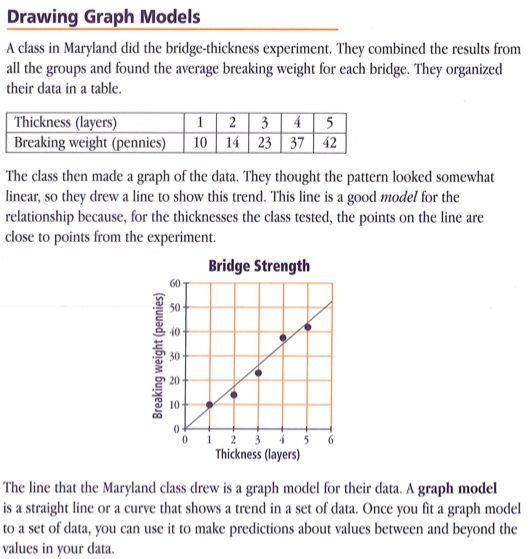 Drawing Graph Models
A class in Maryland did the bridge-thickness experiment. They combined the results from
all the groups and found the average breaking weight for each bridge. They organized
their data in a table.
Thickness (layers) 1 2 3 4 5
Breaking weight (pennies) 10 14 23 37 42
The class then made a graph of the data. They thought the pattern looked somewhat
linear, so they drew a line to show this trend. This line is a good model for the
relationship because, for the thicknesses the class tested, the points on the line are
close to points from the experiment.
Bridge Strength
Breaking weight (pennies)
60
50
40
30
20
10
0
0 1 2 3 4 5 6
Thickness (layers)
The line that the Maryland class drew is a graph model for their data. A graph model
is a straight line or a curve that shows a trend in a set of data. Once you fit a graph model
to a set of data, you can use it to make predictions about values between and beyond the
values in your data.